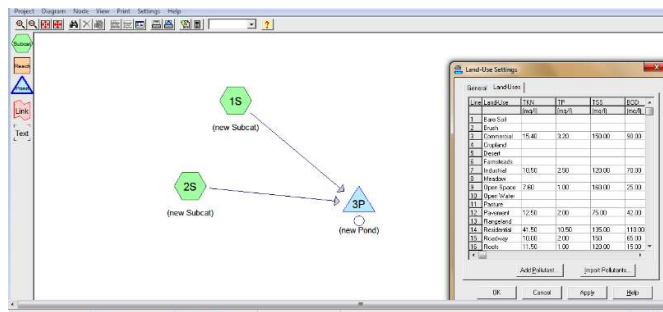 Project Diagram Node View Print Settings Help
Subcat
Reach
Pond
Link
Text
1S
(new Subcat)
2S
(new Subcat)
3P
(new Pond)
Land-Use Settings
General Land-Uses
Line Land-Use TKN TP TSS BOD
(mg/l) (mg/l) (mg/l) (mg/l)
1 Bare Soil
2 Brush
3 Commercial 15.40 3.20 150.00 90.00
4 Cropland
5 Desert
6 Farmsteads
7 Industrial 10.50 2.50 120.00 70.00
8 Meadow
9 Open Space 7.60 1.00 160.00 25.00
10 Open Water
11 Pasture
12 Pavement 12.50 2.00 75.00 42.00
13 Rangeland
14 Residential 41.50 10.50 135.00 110.00
15 Roadway 10.00 2.00 150 65.00
16 Roofs 11.50 1.00 120.00 15.00
Add Pollutant... Import Pollutants...
OK Cancel Apply Help